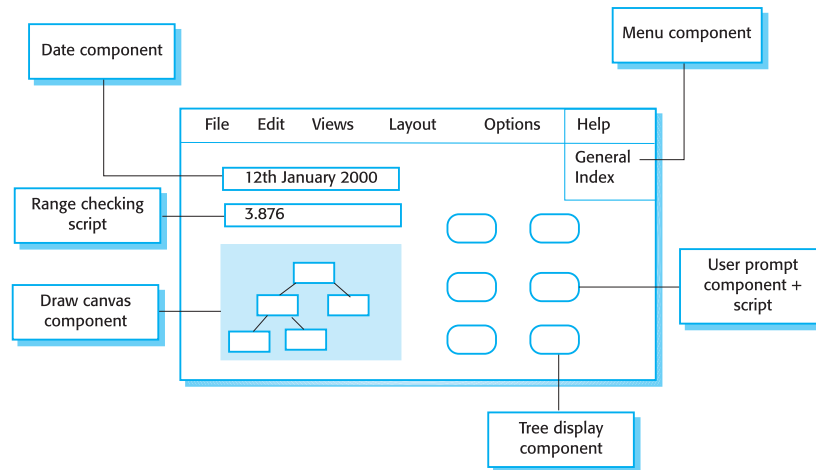 Date component
Menu component
File Edit Views Layout Options Help
General
Index
12th January 2000
Range checking
script
3.876
User prompt
component +
script
Draw canvas
component
Tree display
component